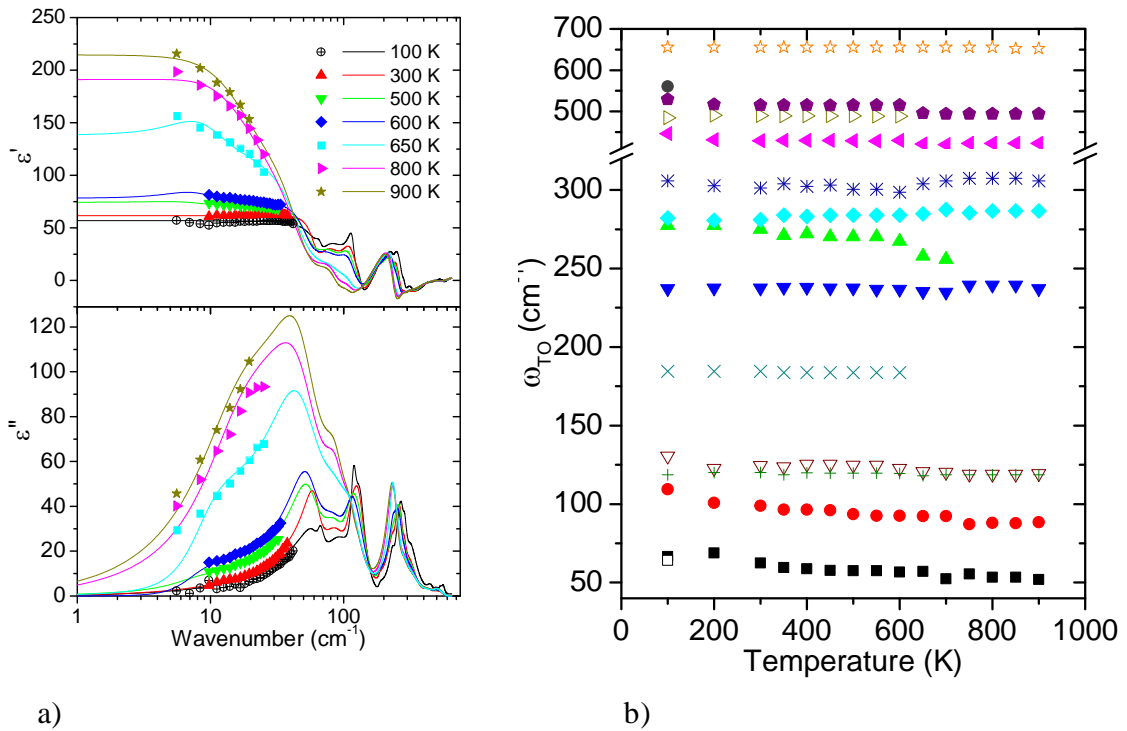 250
200
150
100
50
0
ε'
100 K
300 K
500 K
600 K
650 K
800 K
900 K
120
100
80
60
40
20
0
ε"
1
10
100
Wavenumber (cm⁻¹)
a)
700
600
500
300
250
200
150
100
50
ω_TO (cm⁻¹)
0
200
400
600
800
1000
Temperature (K)
b)